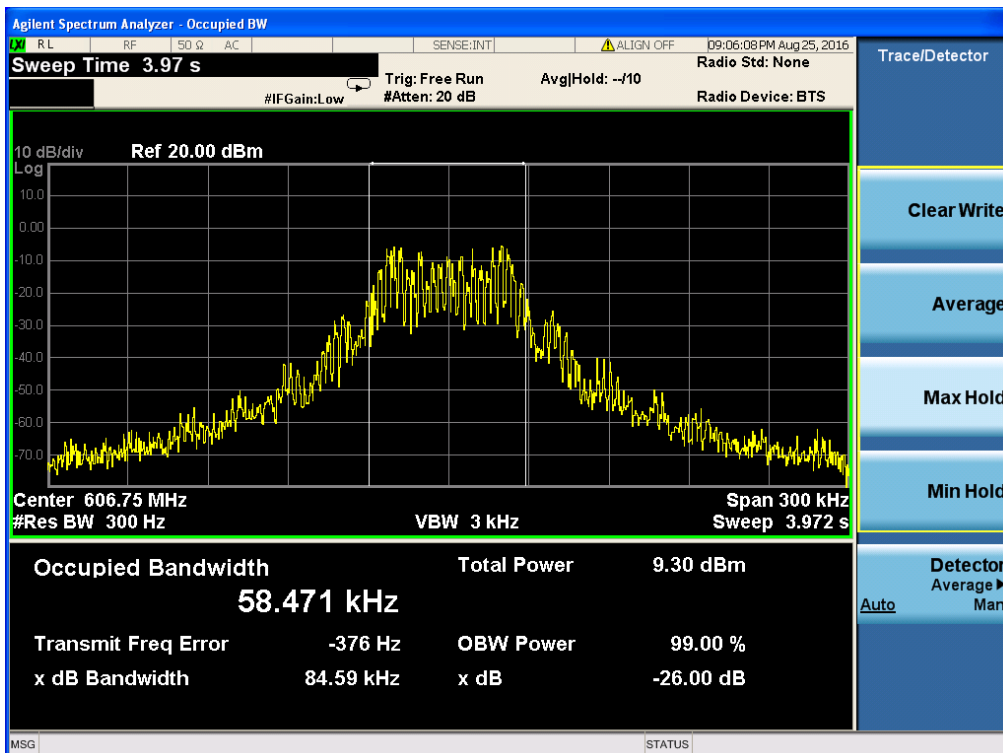 Agilent Spectrum Analyzer - Occupied BW
LXI RL RF 50 Ω AC SENSE:INT ALIGN OFF 09:06:08 PM Aug 25, 2016
Sweep Time 3.97 s
Radio Std: None
Trig: Free Run Avg|Hold: --/10
#IFGain:Low #Atten: 20 dB Radio Device: BTS
10 dB/div Ref 20.00 dBm
Log
10.0
0.00
-10.0
-20.0
-30.0
-40.0
-50.0
-60.0
-70.0
Center 606.75 MHz Span 300 kHz
#Res BW 300 Hz VBW 3 kHz Sweep 3.972 s
Occupied Bandwidth Total Power 9.30 dBm
58.471 kHz
Transmit Freq Error -376 Hz OBW Power 99.00 %
x dB Bandwidth 84.59 kHz x dB -26.00 dB
MSG STATUS
Trace/Detector
Clear Write
Average
Max Hold
Min Hold
Detector
Average
Auto Man